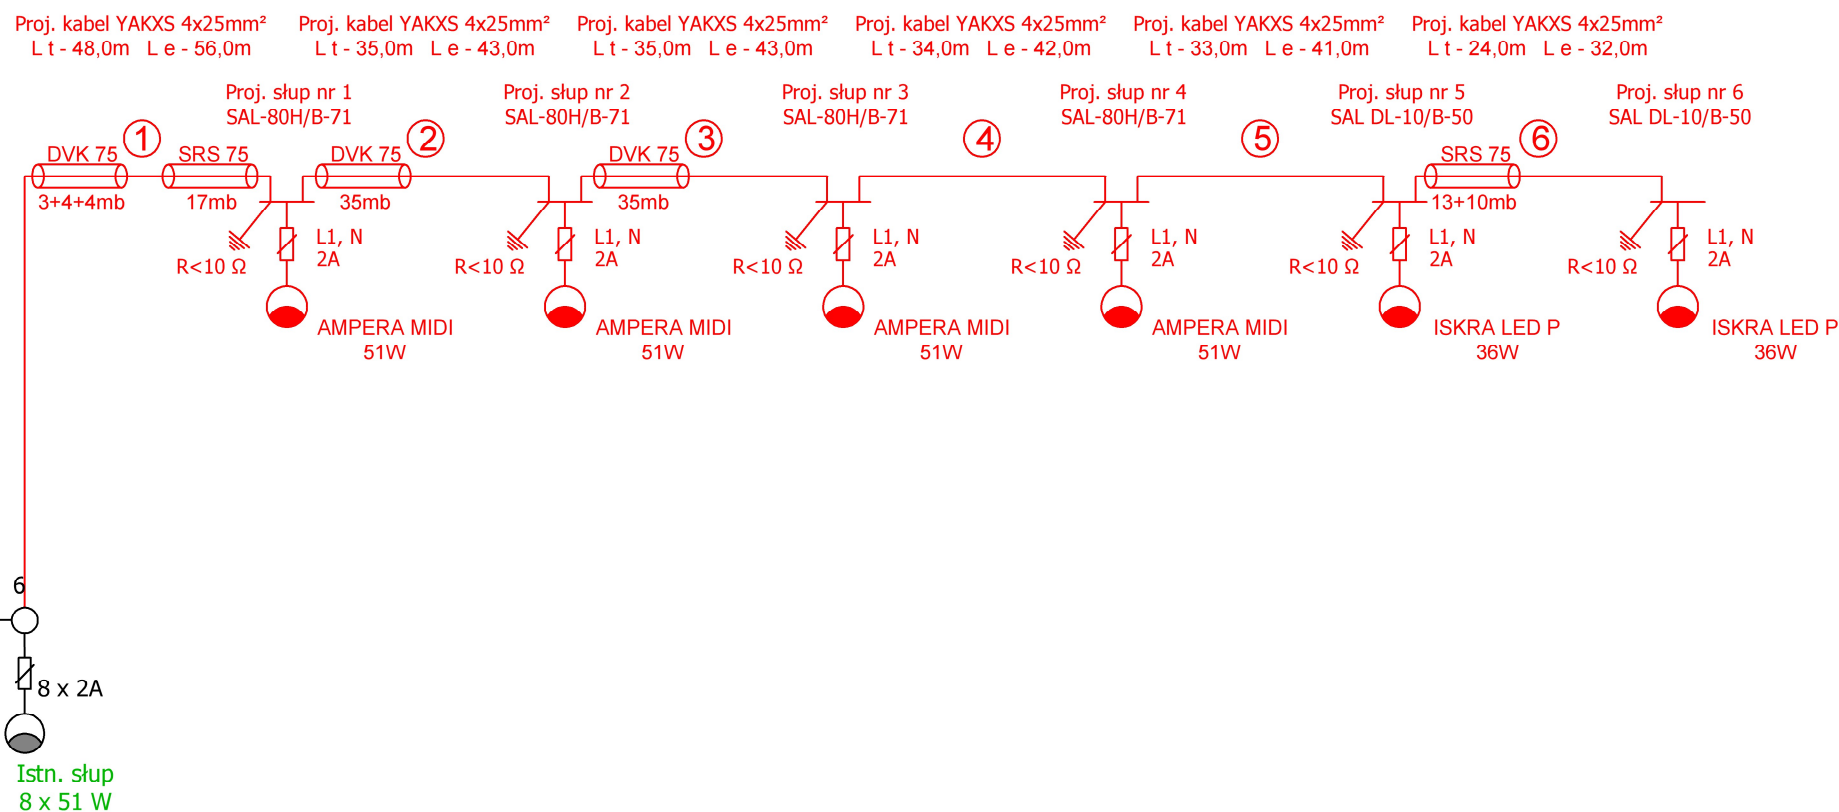 Proj. kabel YAKXS 4x25mm² Proj. kabel YAKXS 4x25mm² Proj. kabel YAKXS 4x25mm² Proj. kabel YAKXS 4x25mm² Proj. kabel YAKXS 4x25mm² Proj. kabel YAKXS 4x25mm²
L t - 48,0m L e - 56,0m L t - 35,0m L e - 43,0m L t - 35,0m L e - 43,0m L t - 34,0m L e - 42,0m L t - 33,0m L e - 41,0m L t - 24,0m L e - 32,0m
Proj. słup nr 1 Proj. słup nr 2 Proj. słup nr 3 Proj. słup nr 4 Proj. słup nr 5 Proj. słup nr 6
SAL-80H/B-71 SAL-80H/B-71 SAL-80H/B-71 SAL-80H/B-71 SAL DL-10/B-50 SAL DL-10/B-50
1 2 3 4 5 6
DVK 75 SRS 75 DVK 75 DVK 75 SRS 75
3+4+4mb 17mb 35mb 35mb 13+10mb
L1, N L1, N L1, N L1, N L1, N L1, N
2A 2A 2A 2A 2A 2A
R<10 Ω R<10 Ω R<10 Ω R<10 Ω R<10 Ω R<10 Ω
AMPERA MIDI AMPERA MIDI AMPERA MIDI AMPERA MIDI ISKRA LED P ISKRA LED P
51W 51W 51W 51W 36W 36W
6
8 x 2A
Istn. słup
8 x 51 W